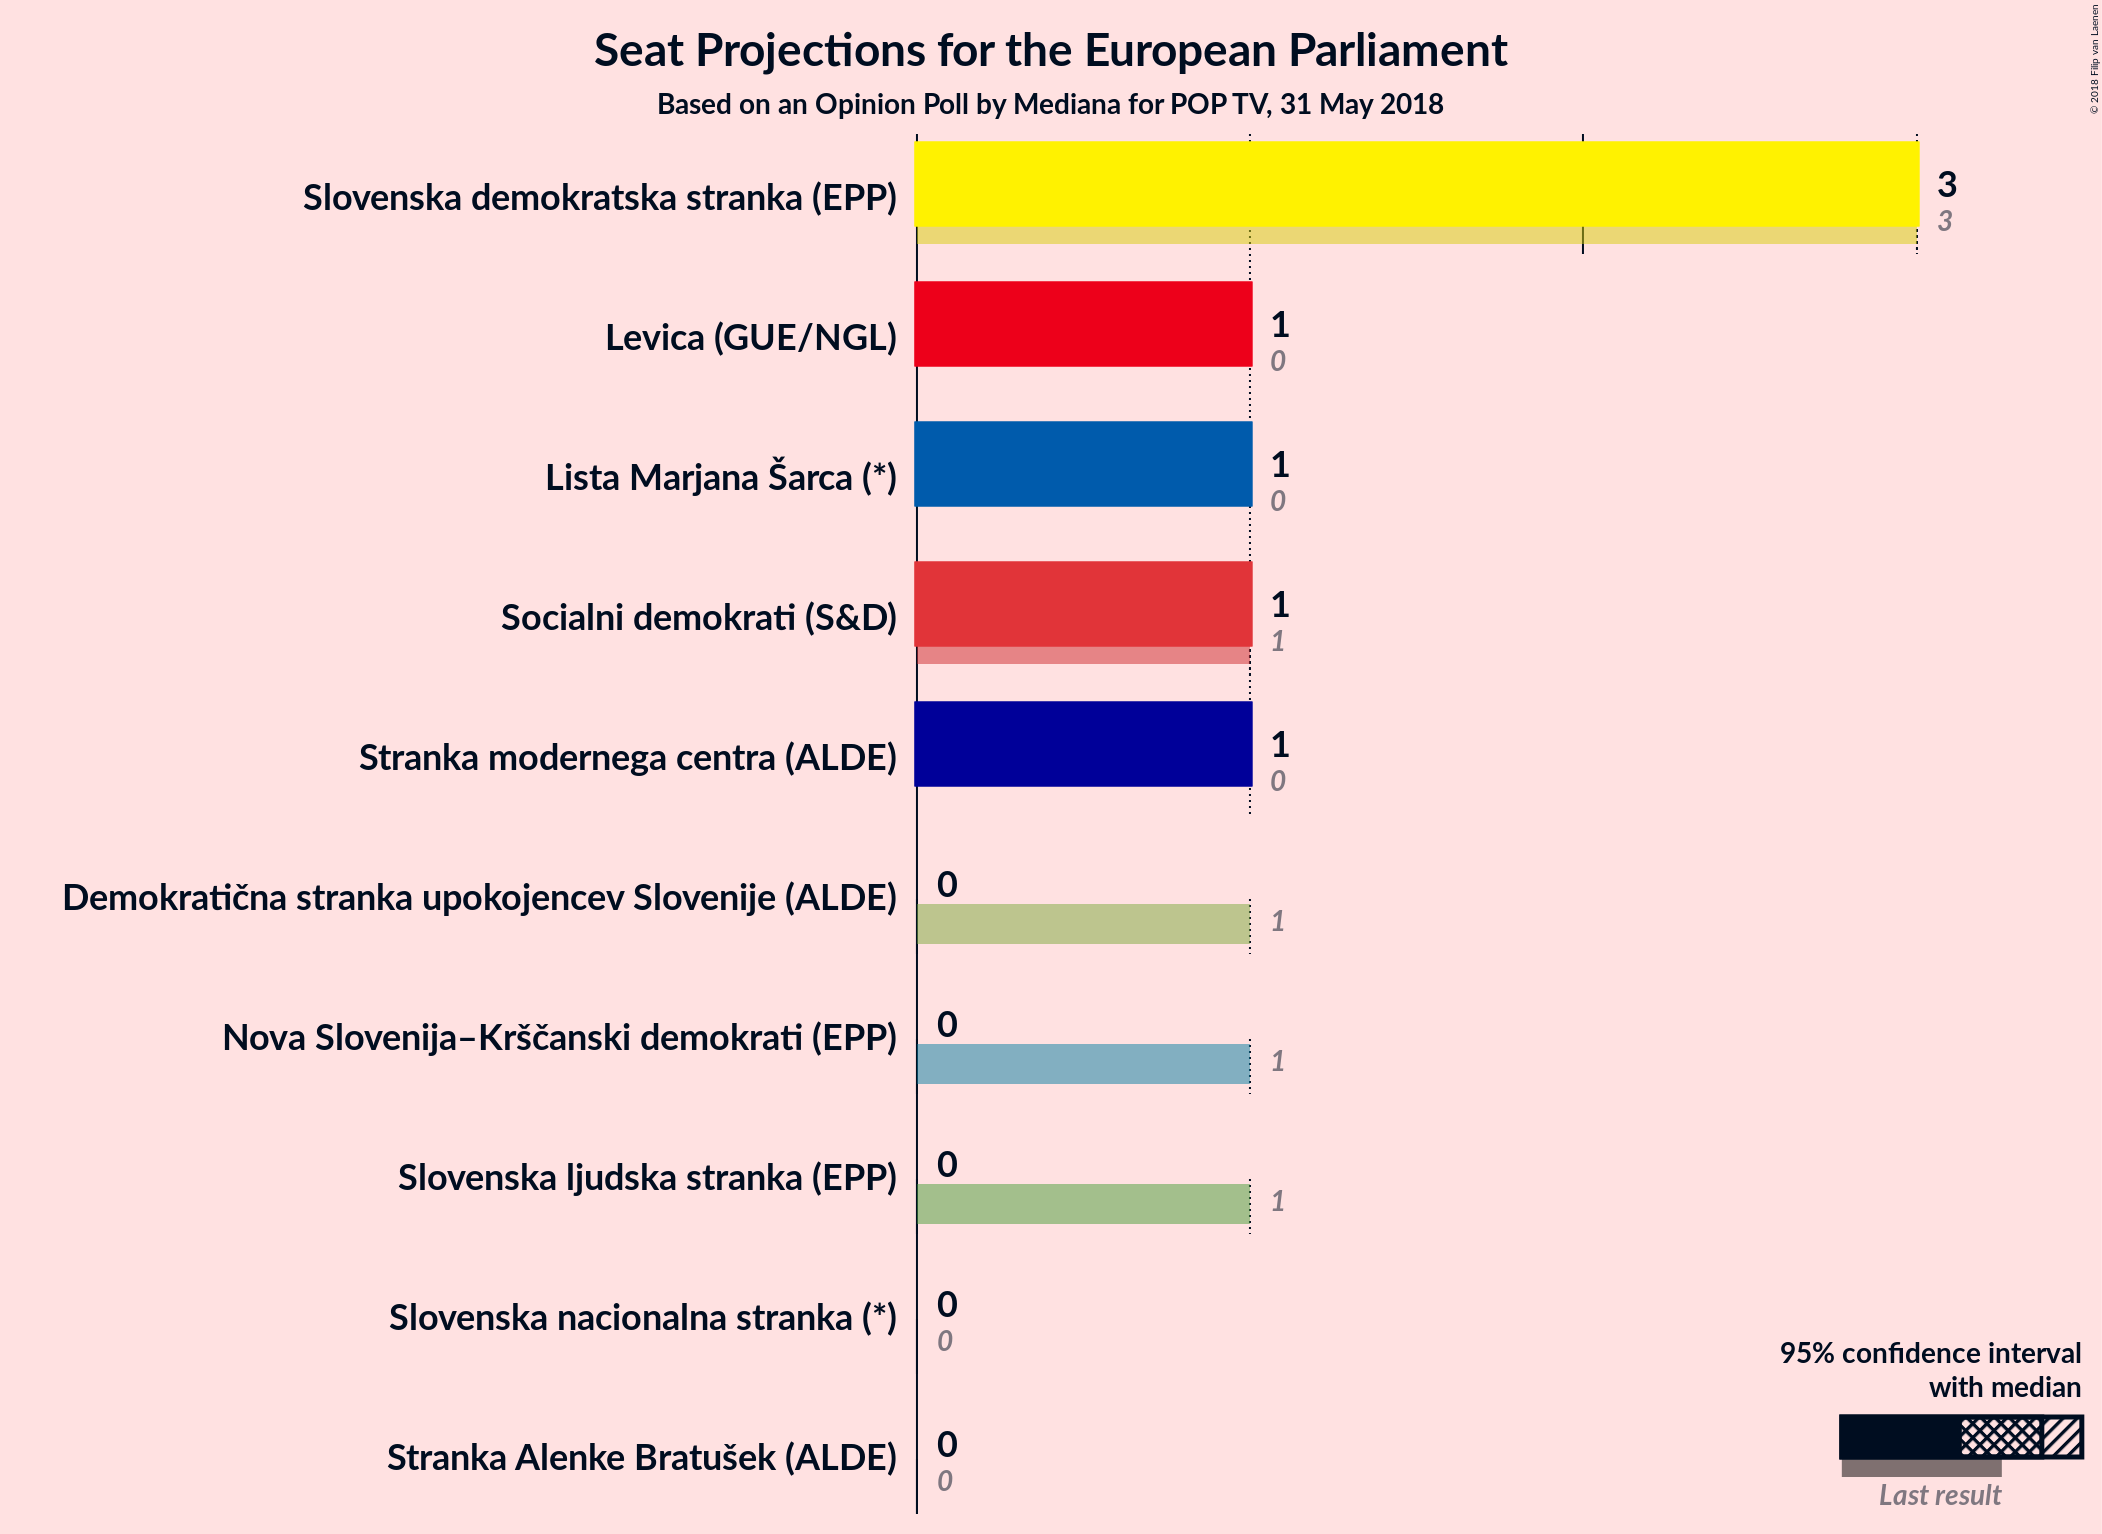 Seat Projections for the European Parliament
Based on an Opinion Poll by Mediana for POP TV, 31 May 2018
© 2018 Filip van Laenen
Slovenska demokratska stranka (EPP)
3
3
Levica (GUE/NGL)
1
0
Lista Marjana Šarca (*)
1
0
Socialni demokrati (S&D)
1
1
Stranka modernega centra (ALDE)
1
0
Demokratična stranka upokojencev Slovenije (ALDE)
0
1
Nova Slovenija–Krščanski demokrati (EPP)
0
1
Slovenska ljudska stranka (EPP)
0
1
Slovenska nacionalna stranka (*)
0
0
Stranka Alenke Bratušek (ALDE)
0
0
95% confidence interval
with median
Last result